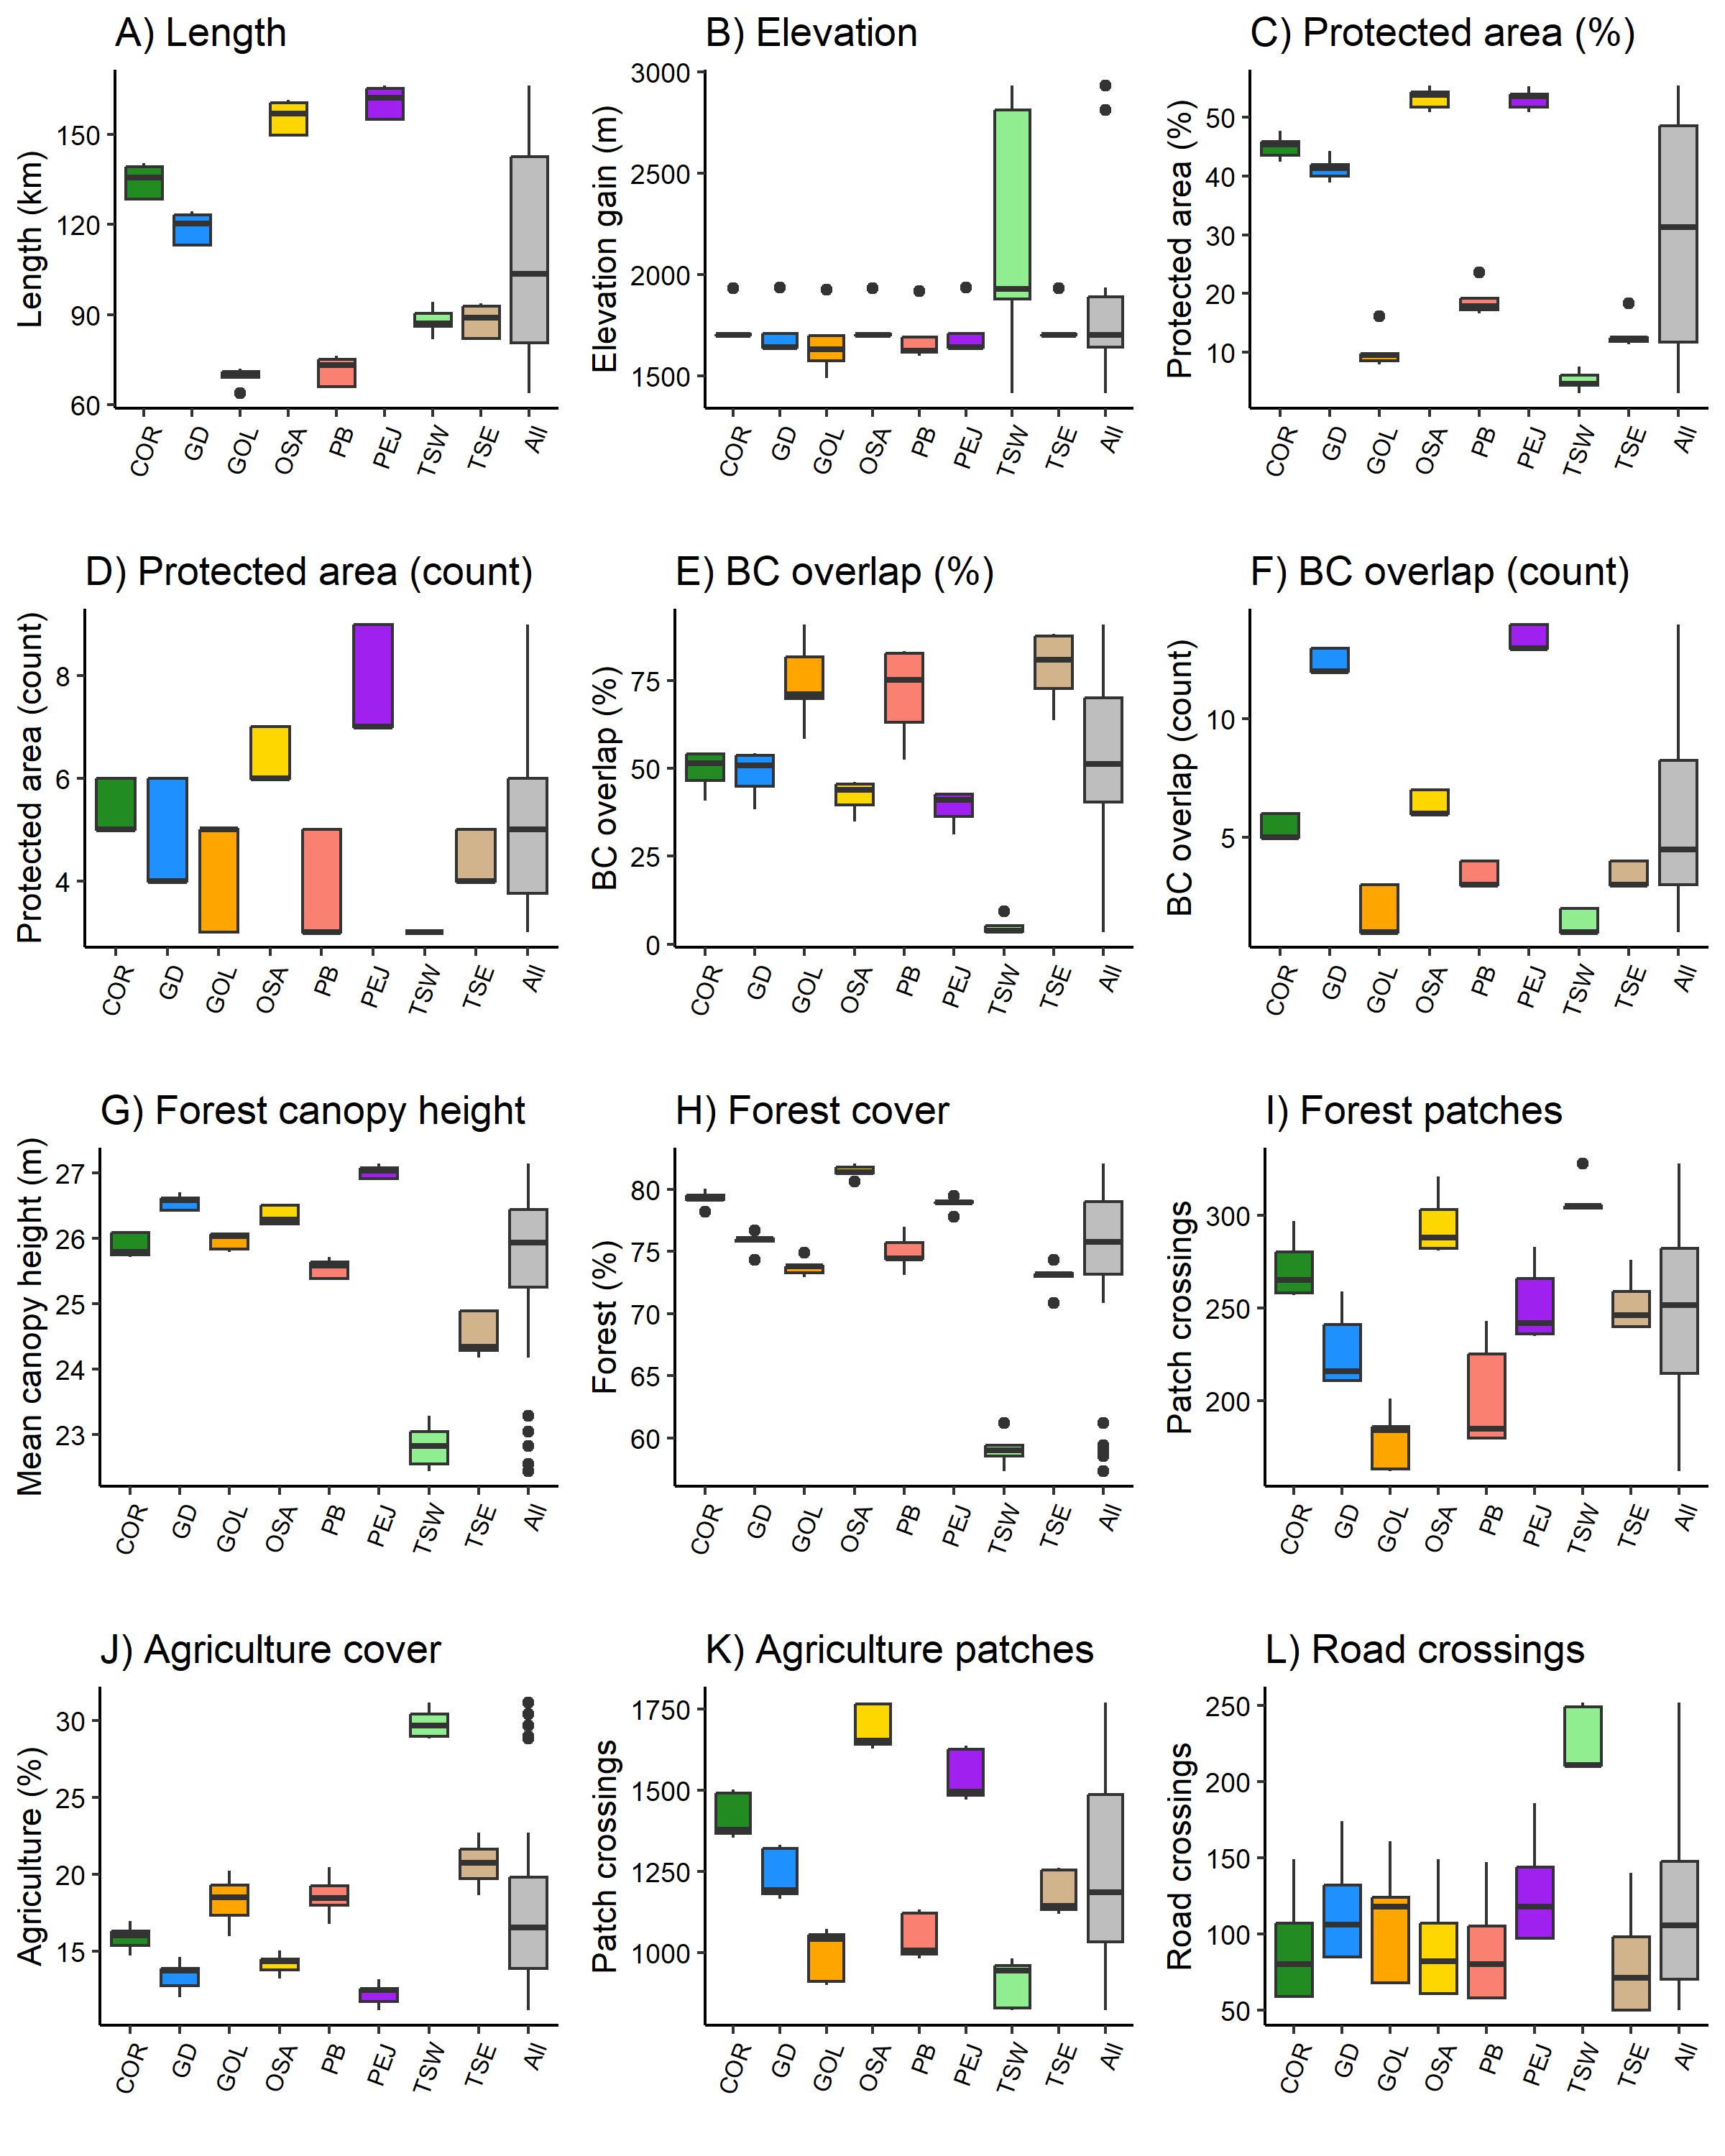 A) Length
Length (km)
150
120
90
60
COR GD GOL OSA PB PEJ TSW TSE All
B) Elevation
Elevation gain (m)
3000
2500
2000
1500
COR GD GOL OSA PB PEJ TSW TSE All
C) Protected area (%)
Protected area (%)
50
40
30
20
10
COR GD GOL OSA PB PEJ TSW TSE All
D) Protected area (count)
Protected area (count)
8
6
4
COR GD GOL OSA PB PEJ TSW TSE All
E) BC overlap (%)
BC overlap (%)
75
50
25
0
COR GD GOL OSA PB PEJ TSW TSE All
F) BC overlap (count)
BC overlap (count)
10
5
COR GD GOL OSA PB PEJ TSW TSE All
G) Forest canopy height
Mean canopy height (m)
27
26
25
24
23
COR GD GOL OSA PB PEJ TSW TSE All
H) Forest cover
Forest (%)
80
75
70
65
60
COR GD GOL OSA PB PEJ TSW TSE All
I) Forest patches
Patch crossings
300
250
200
COR GD GOL OSA PB PEJ TSW TSE All
J) Agriculture cover
Agriculture (%)
30
25
20
15
COR GD GOL OSA PB PEJ TSW TSE All
K) Agriculture patches
Patch crossings
1750
1500
1250
1000
COR GD GOL OSA PB PEJ TSW TSE All
L) Road crossings
Road crossings
250
200
150
100
50
COR GD GOL OSA PB PEJ TSW TSE All